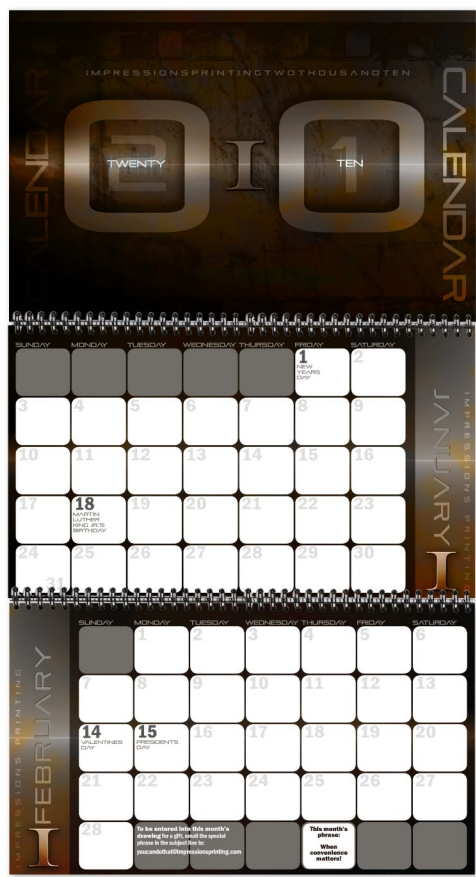 IMPRESSIONSPRINTINGTWOTHOUSANDTEN
CALENDAR
CALENDAR
2 I 1
TWENTY
TEN
SUNDAY MONDAY TUESDAY WEDNESDAY THURSDAY FRIDAY SATURDAY
1 2
NEW
YEARS
DAY
3 4 5 6 7 8 9
10 11 12 13 14 15 16
17 18 19 20 21 22 23
MARTIN
LUTHER
KING JR'S
BIRTHDAY
24 25 26 27 28 29 30
31
JANUARY
I
IMPRESSIONS PRINTING
SUNDAY MONDAY TUESDAY WEDNESDAY THURSDAY FRIDAY SATURDAY
1 2 3 4 5 6
7 8 9 10 11 12 13
14 15 16 17 18 19 20
VALENTINES
DAY
PRESIDENTS
DAY
21 22 23 24 25 26 27
28
To be entered into this month's
drawing for a gift, email the special
phrase in the subject line to:
youcandothat@impressionsprinting.com
This month's
phrase:
When
convenience
matters!
IMPRESSIONS PRINTING
FEBRUARY
I